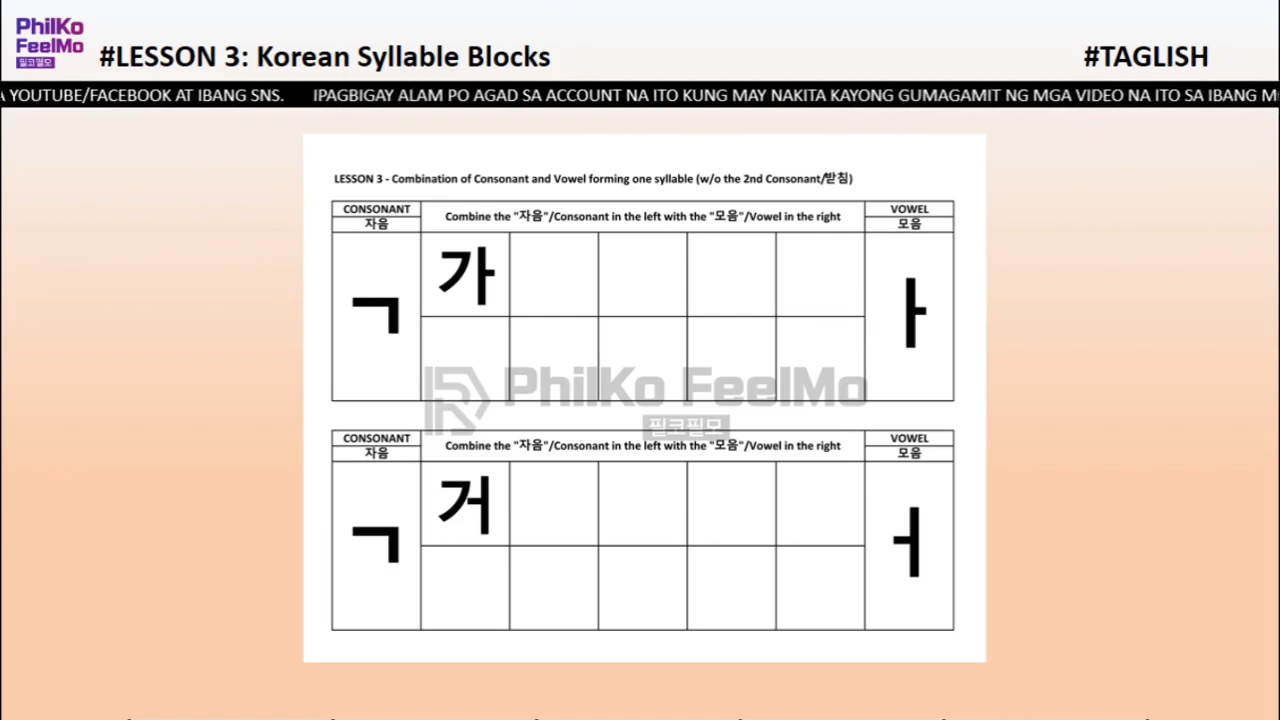 PhilKo
FeelMo
필코필모
#LESSON 3: Korean Syllable Blocks
#TAGLISH
YOUTUBE/FACEBOOK AT IBANG SNS. IPAGBIGAY ALAM PO AGAD SA ACCOUNT NA ITO KUNG MAY NAKITA KAYONG GUMAGAMIT NG MGA VIDEO NA ITO SA IBANG
LESSON 3 - Combination of Consonant and Vowel forming one syllable (w/o the 2nd Consonant/받침)
CONSONANT
자음
Combine the "자음"/Consonant in the left with the "모음"/Vowel in the right
VOWEL
모음
ㄱ
가
ㅏ
PhilKo FeelMo
필코필모
CONSONANT
자음
Combine the "자음"/Consonant in the left with the "모음"/Vowel in the right
VOWEL
모음
ㄱ
거
ㅓ